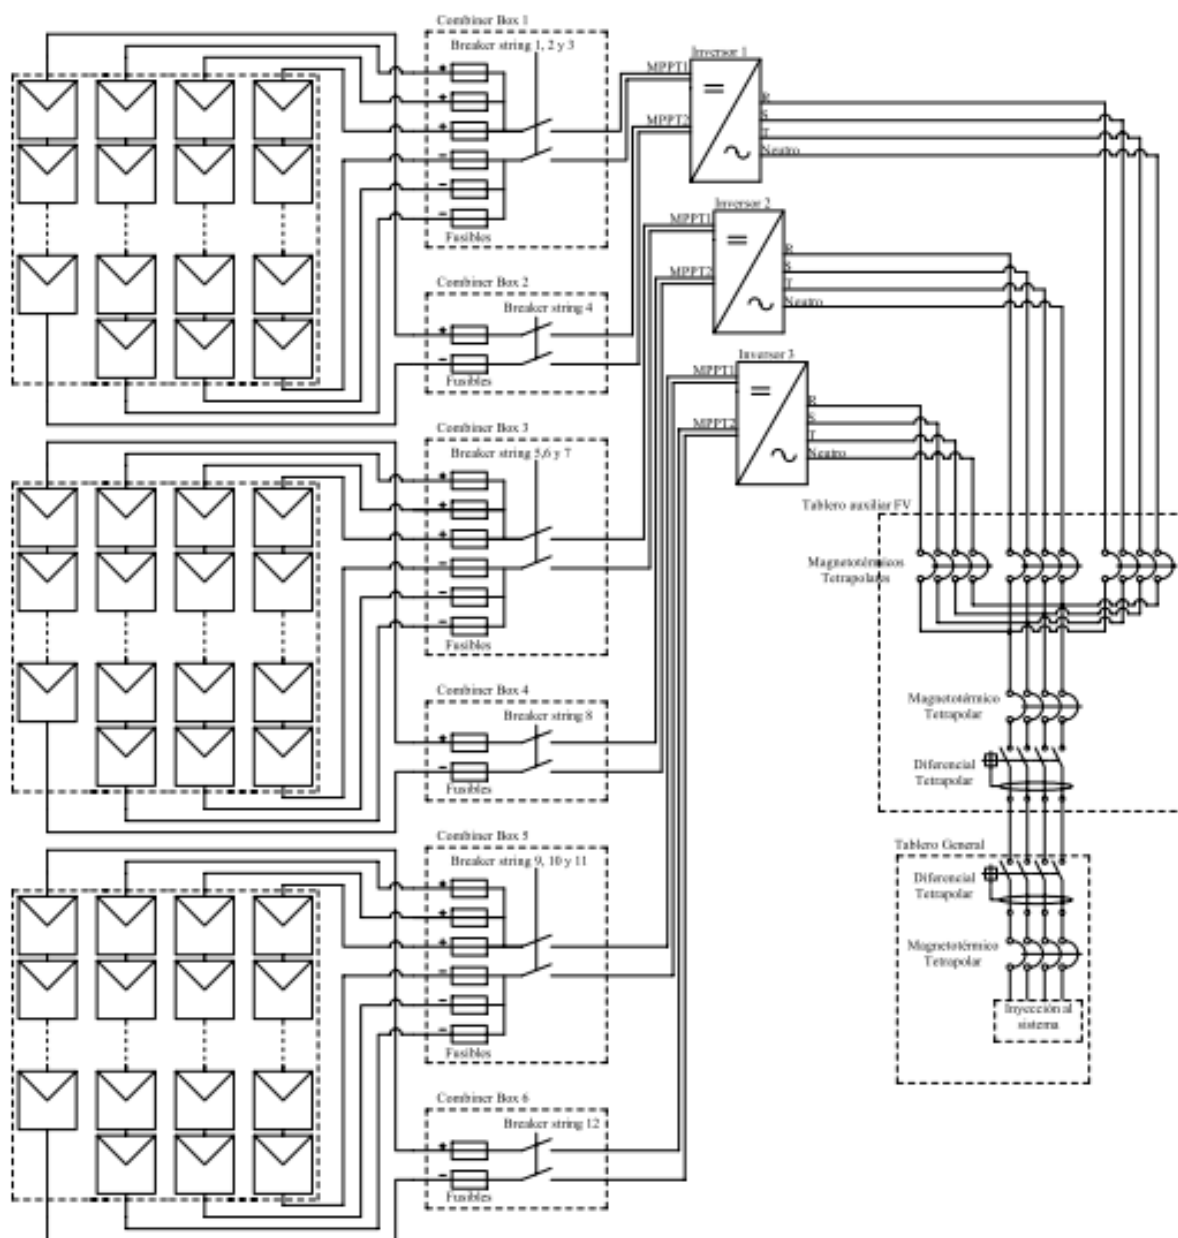 Combiner Box 1
Breaker string 1, 2 y 3
+
+
+
-
-
-
Fusibles
Combiner Box 2
Breaker string 4
+
-
Fusibles
Combiner Box 3
Breaker string 5,6 y 7
+
+
+
-
-
-
Fusibles
Combiner Box 4
Breaker string 8
+
-
Fusibles
Combiner Box 5
Breaker string 9, 10 y 11
+
+
+
-
-
-
Fusibles
Combiner Box 6
Breaker string 12
+
-
Fusibles
Inversor 1
MPPT1
MPPT2
R
S
T
Neutro
Inversor 2
MPPT1
MPPT2
R
S
T
Neutro
Inversor 3
MPPT1
MPPT2
R
S
T
Neutro
Tablero auxiliar FV
Magnetotérmicos
Tetrapolares
Magnetotérmico
Tetrapolar
Diferencial
Tetrapolar
Tablero General
Diferencial
Tetrapolar
Magnetotérmico
Tetrapolar
Inyección al
sistema